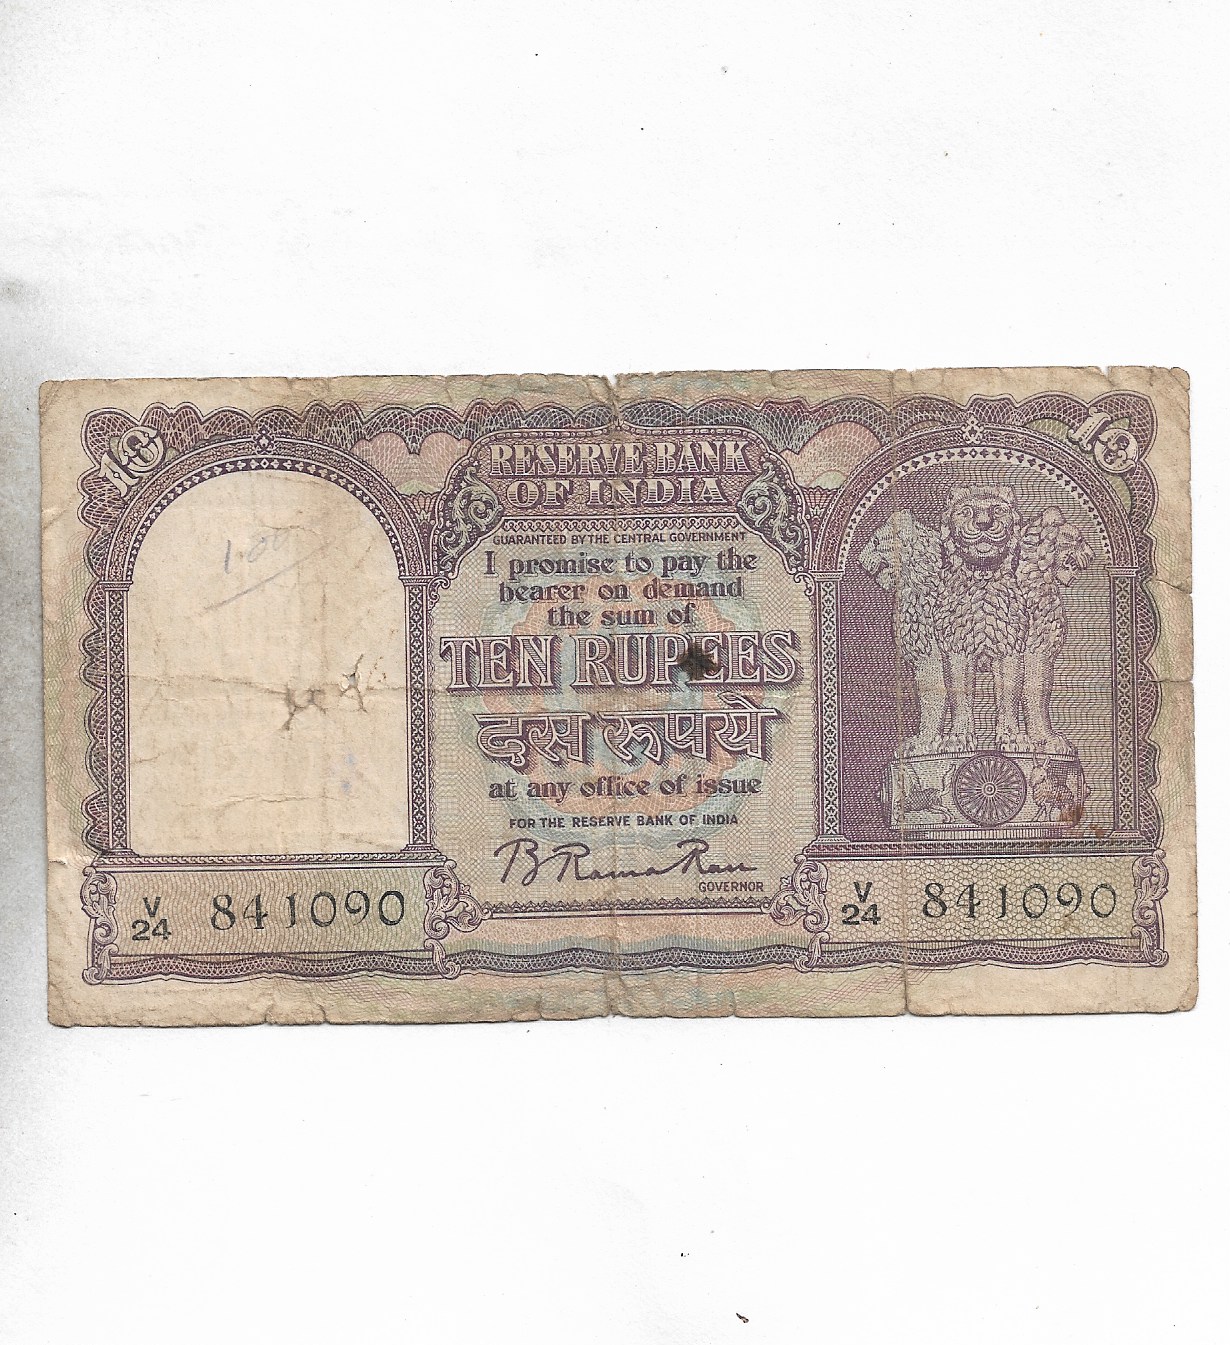 10
10
RESERVE BANK
OF INDIA
GUARANTEED BY THE CENTRAL GOVERNMENT
I promise to pay the
bearer on demand
the sum of
TEN RUPEES
दस रूपये
at any office of issue
FOR THE RESERVE BANK OF INDIA
B Rama Rau
GOVERNOR
V
24 841090
V
24 841090